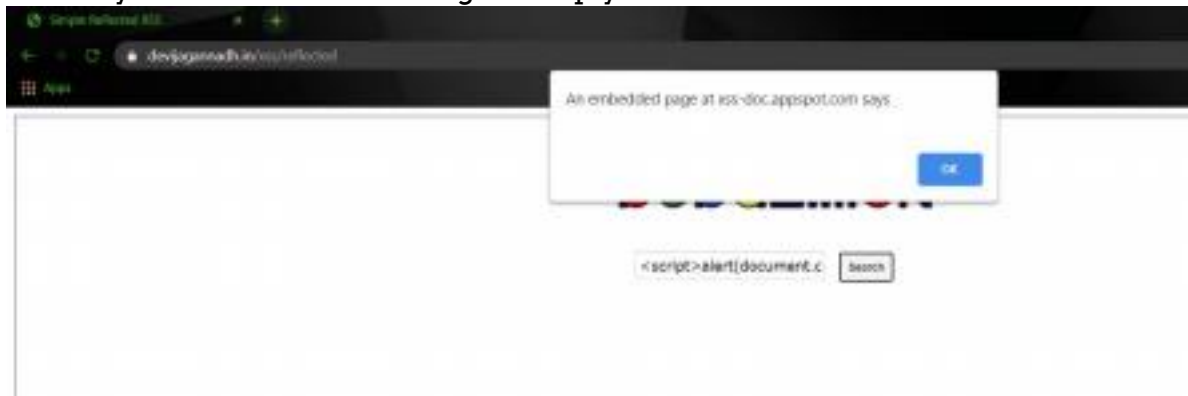 Simple Reflected XSS...
devijagannadh.in/xss/reflected
Apps
An embedded page at xss-doc.appspot.com says
OK
<script>alert(document.c
Search